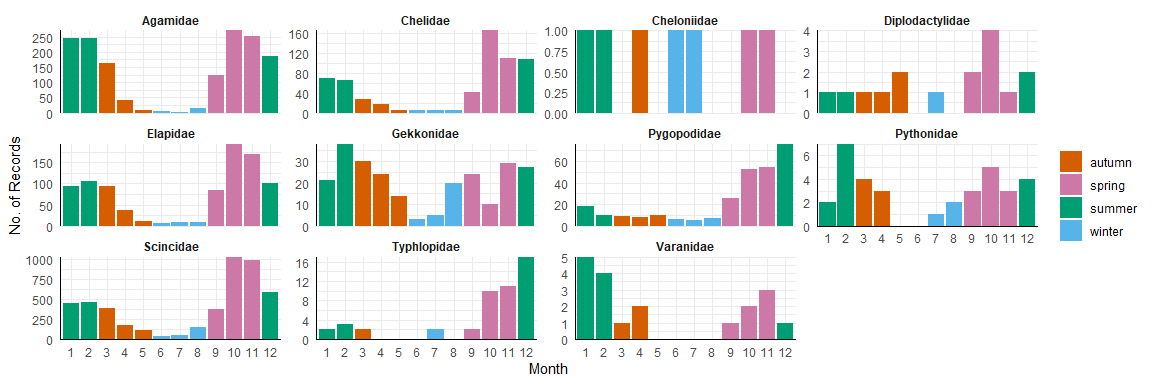 Agamidae Chelidae Cheloniidae Diplodactylidae
250 200 150 100 50 0
160 120 80 40 0
1.00 0.75 0.50 0.25 0.00
4 3 2 1 0
Elapidae Gekkonidae Pygopodidae Pythonidae
150 100 50 0
30 20 10 0
60 40 20 0
6 4 2 0
1 2 3 4 5 6 7 8 9 10 11 12
Scincidae Typhlopidae Varanidae
1000 750 500 250 0
16 12 8 4 0
5 4 3 2 1 0
1 2 3 4 5 6 7 8 9 10 11 12
1 2 3 4 5 6 7 8 9 10 11 12
1 2 3 4 5 6 7 8 9 10 11 12
No. of Records
Month
autumn
spring
summer
winter